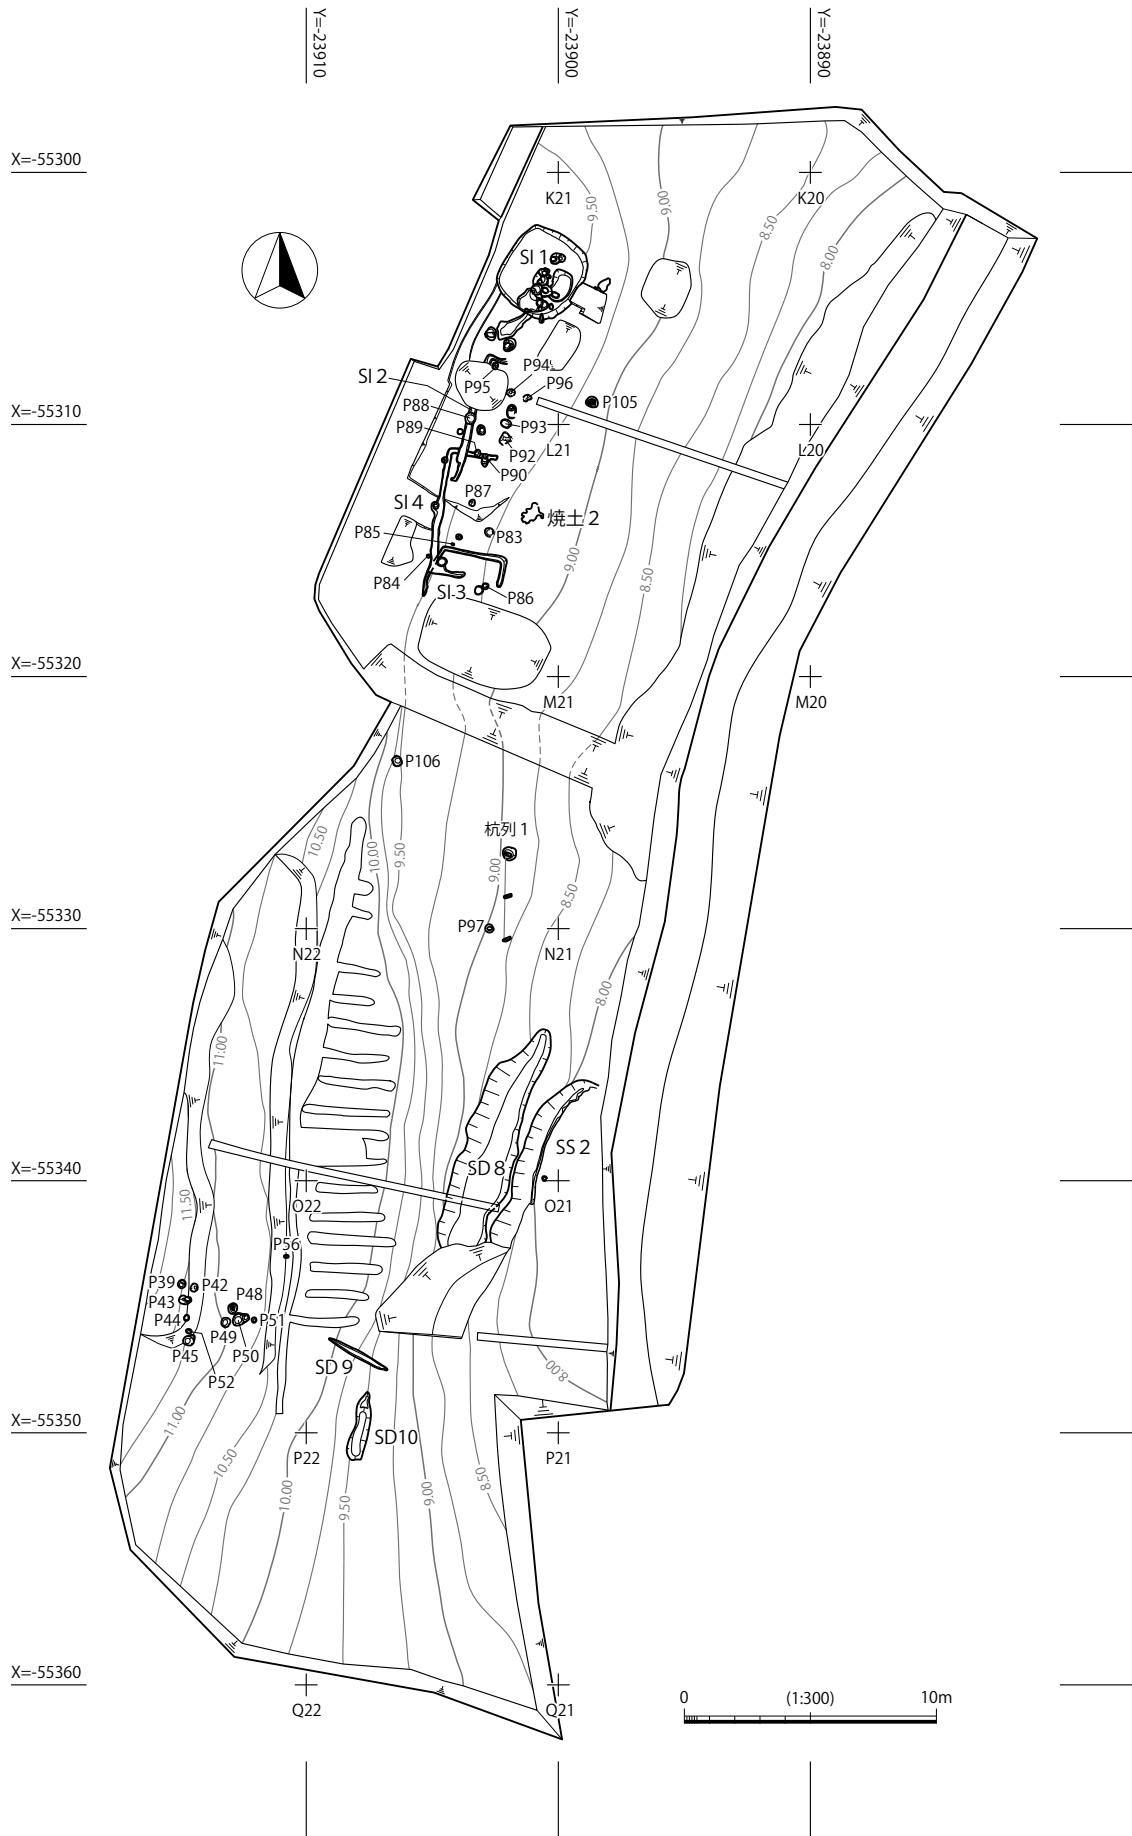 Y=-23910
Y=-23900
Y=-23890
X=-55300
K21
K20
9.50
9.00
8.50
8.00
SI 1
SI 2
P94
P95
P96
P88
P105
X=-55310
P89
P93
L21
L20
P92
P90
P87
SI 4
焼土 2
P85
P83
9.00
8.50
P84
SI 3
P86
X=-55320
M21
M20
P106
杭列 1
10.50
10.00
9.50
9.00
8.50
X=-55330
P97
N22
N21
8.00
11.00
SS 2
SD 8
X=-55340
11.50
O22
O21
P56
P39
P42
P43
P48
P44
P51
P49
P50
P45
SD 9
P52
8.00
11.00
X=-55350
SD10
P22
P21
10.50
10.00
9.50
9.00
8.50
X=-55360
Q22
Q21
0
(1:300)
10m